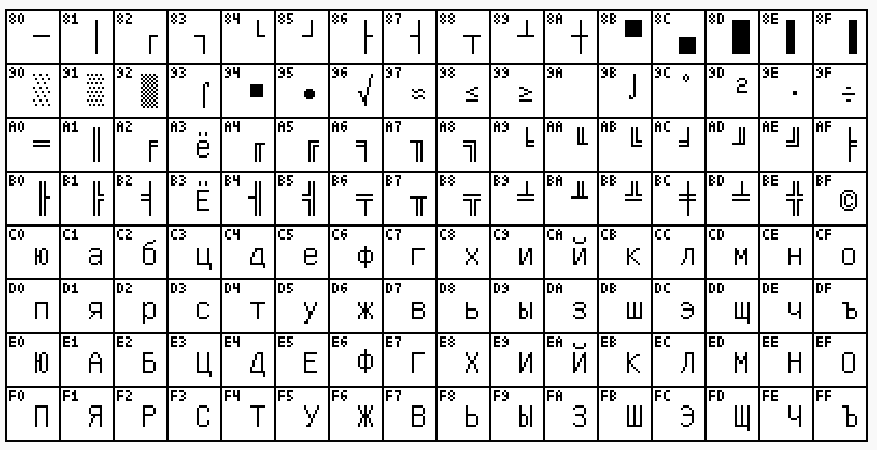 80 81 82 83 84 85 86 87 88 89 8A 8B 8C 8D 8E 8F
─ │ ┌ ┐ └ ┘ ├ ┤ ┬ ┴ ┼ ▀ ▄ █ ▌ ▐
90 91 92 93 94 95 96 97 98 99 9A 9B 9C 9D 9E 9F
░ ▒ ▓ ⌠ ■ ∙ √ ≈ ≤ ≥ ⌡ ° ² · ÷
A0 A1 A2 A3 A4 A5 A6 A7 A8 A9 AA AB AC AD AE AF
═ ║ ╒ ё ╓ ╔ ╕ ╖ ╗ ╘ ╙ ╚ ╛ ╜ ╝ ╞
B0 B1 B2 B3 B4 B5 B6 B7 B8 B9 BA BB BC BD BE BF
╟ ╠ ╡ Ё ╢ ╣ ╤ ╥ ╦ ╧ ╨ ╩ ╪ ╧ ╬ ©
C0 C1 C2 C3 C4 C5 C6 C7 C8 C9 CA CB CC CD CE CF
ю а б ц д е ф г х и й к л м н о
D0 D1 D2 D3 D4 D5 D6 D7 D8 D9 DA DB DC DD DE DF
п я р с т у ж в ь ы з ш э щ ч ъ
E0 E1 E2 E3 E4 E5 E6 E7 E8 E9 EA EB EC ED EE EF
Ю А Б Ц Д Е Ф Г Х И Й К Л М Н О
F0 F1 F2 F3 F4 F5 F6 F7 F8 F9 FA FB FC FD FE FF
П Я Р С Т У Ж В Ь Ы З Ш Э Щ Ч Ъ